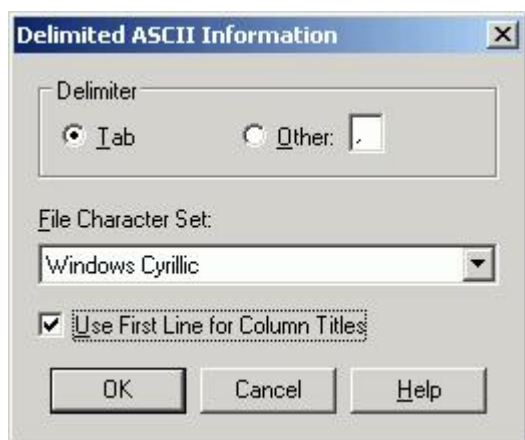 Delimited ASCII Information
Delimiter
Tab Other: ,
File Character Set:
Windows Cyrillic
Use First Line for Column Titles
OK Cancel Help